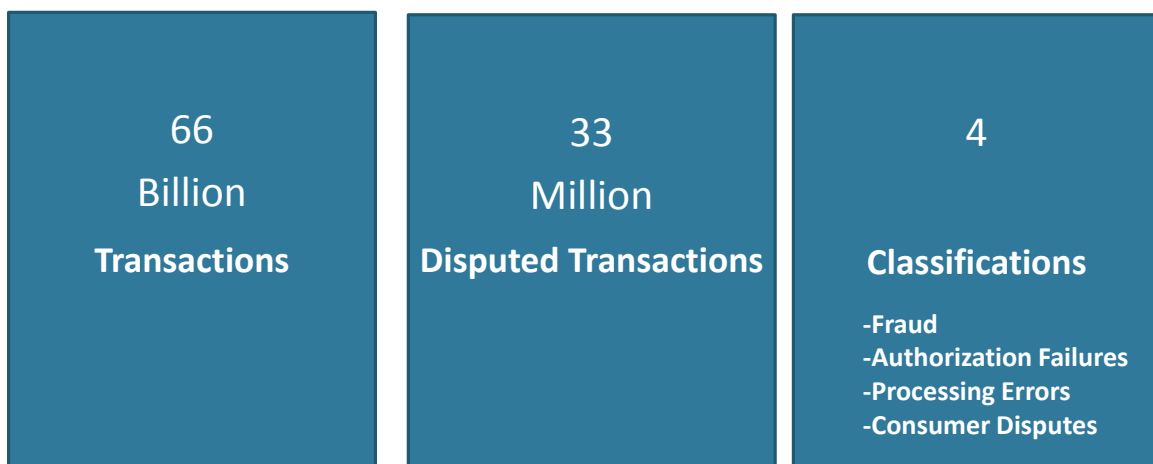 66
Billion
Transactions
33
Million
Disputed Transactions
4
Classifications
-Fraud
-Authorization Failures
-Processing Errors
-Consumer Disputes